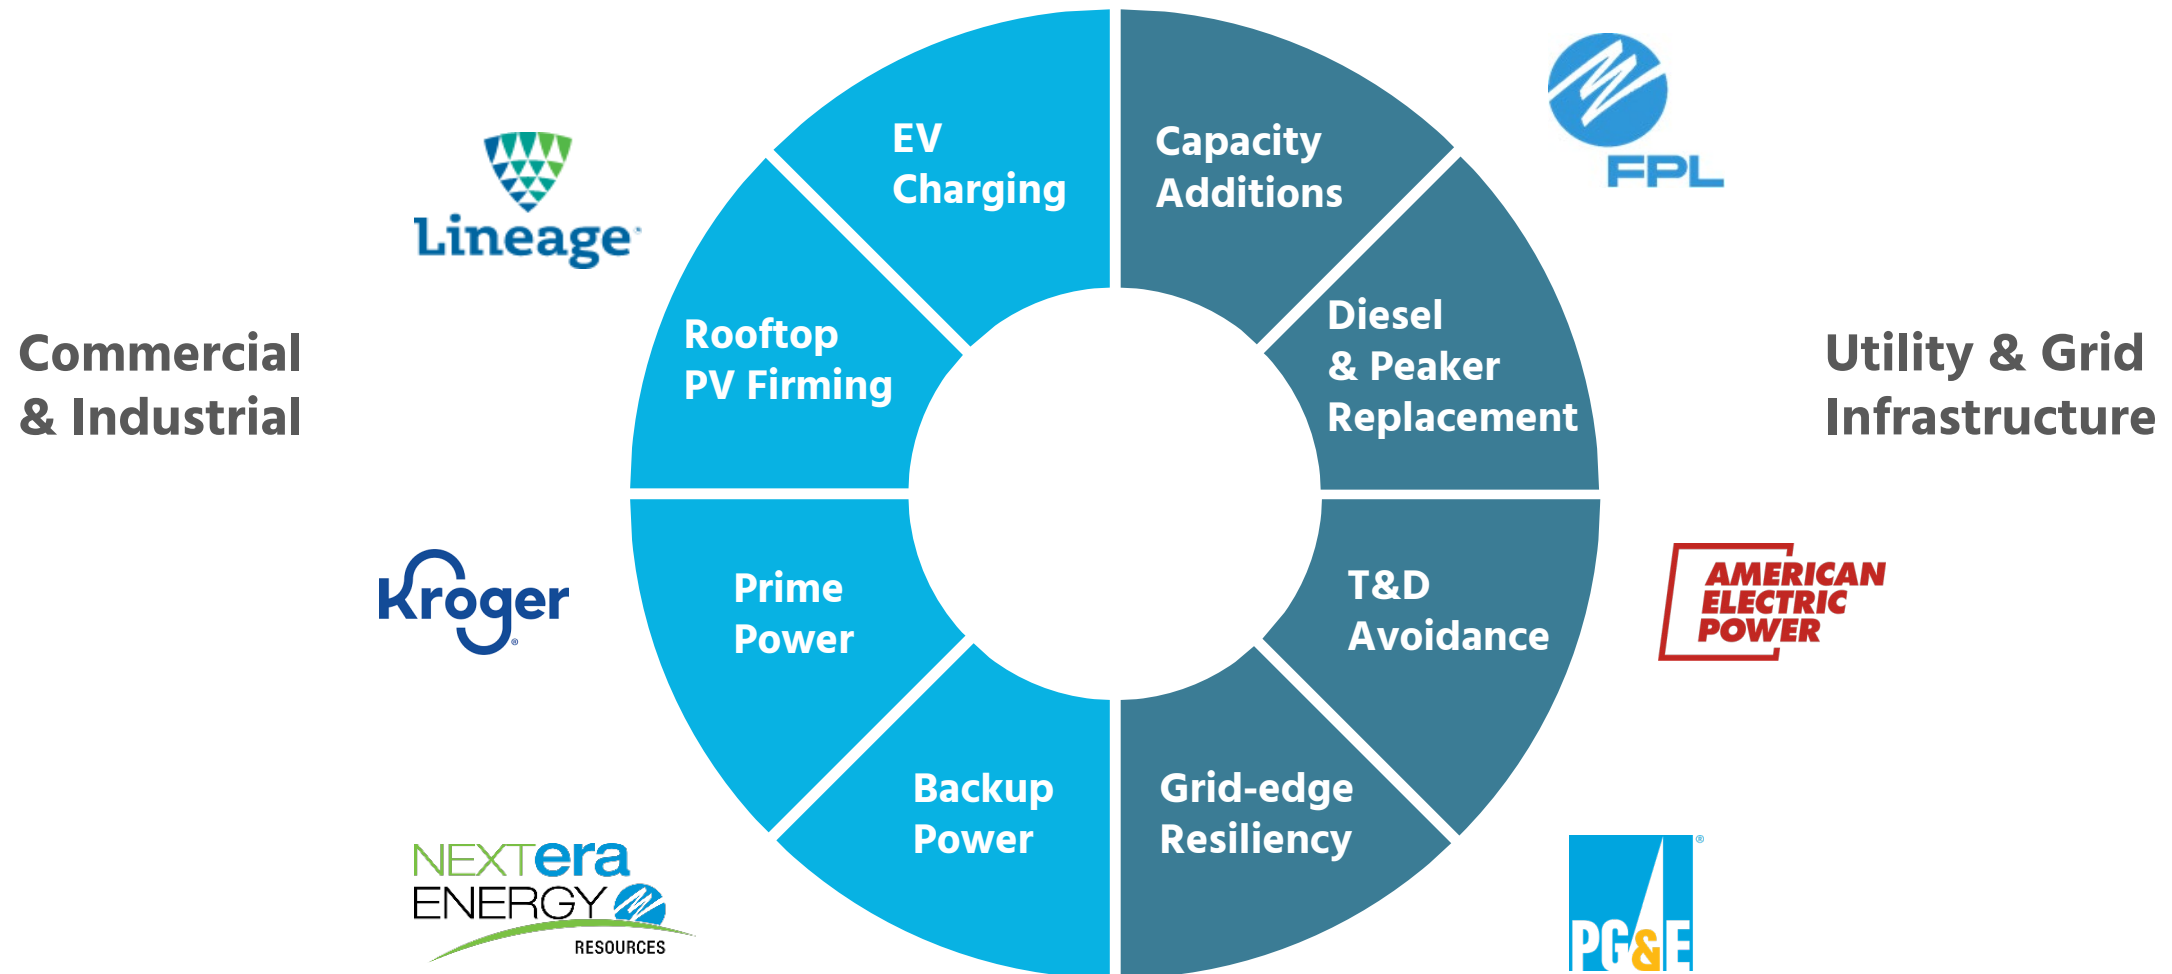 Commercial
& Industrial
Lineage
Kroger
®
NEXTera
ENERGY
RESOURCES
EV
Charging
Rooftop
PV Firming
Prime
Power
Backup
Power
Capacity
Additions
Diesel
& Peaker
Replacement
T&D
Avoidance
Grid-edge
Resiliency
FPL
Utility & Grid
Infrastructure
AMERICAN
ELECTRIC
POWER
PG&E
®